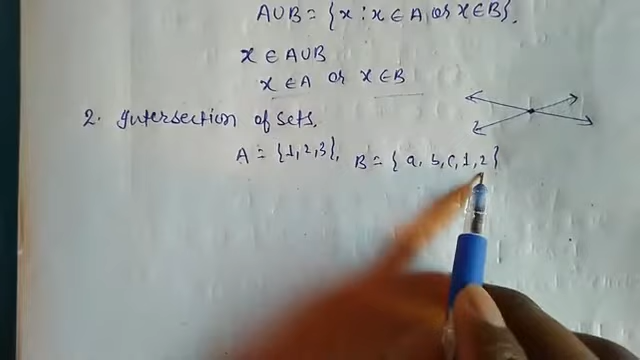 A∪B = {x : x ∈ A or x ∈ B}.
x ∈ A∪B
x ∈ A or x ∈ B
2. Intersection of sets.
A = {1, 2, 3}, B = { a, b, c, 1, 2 }